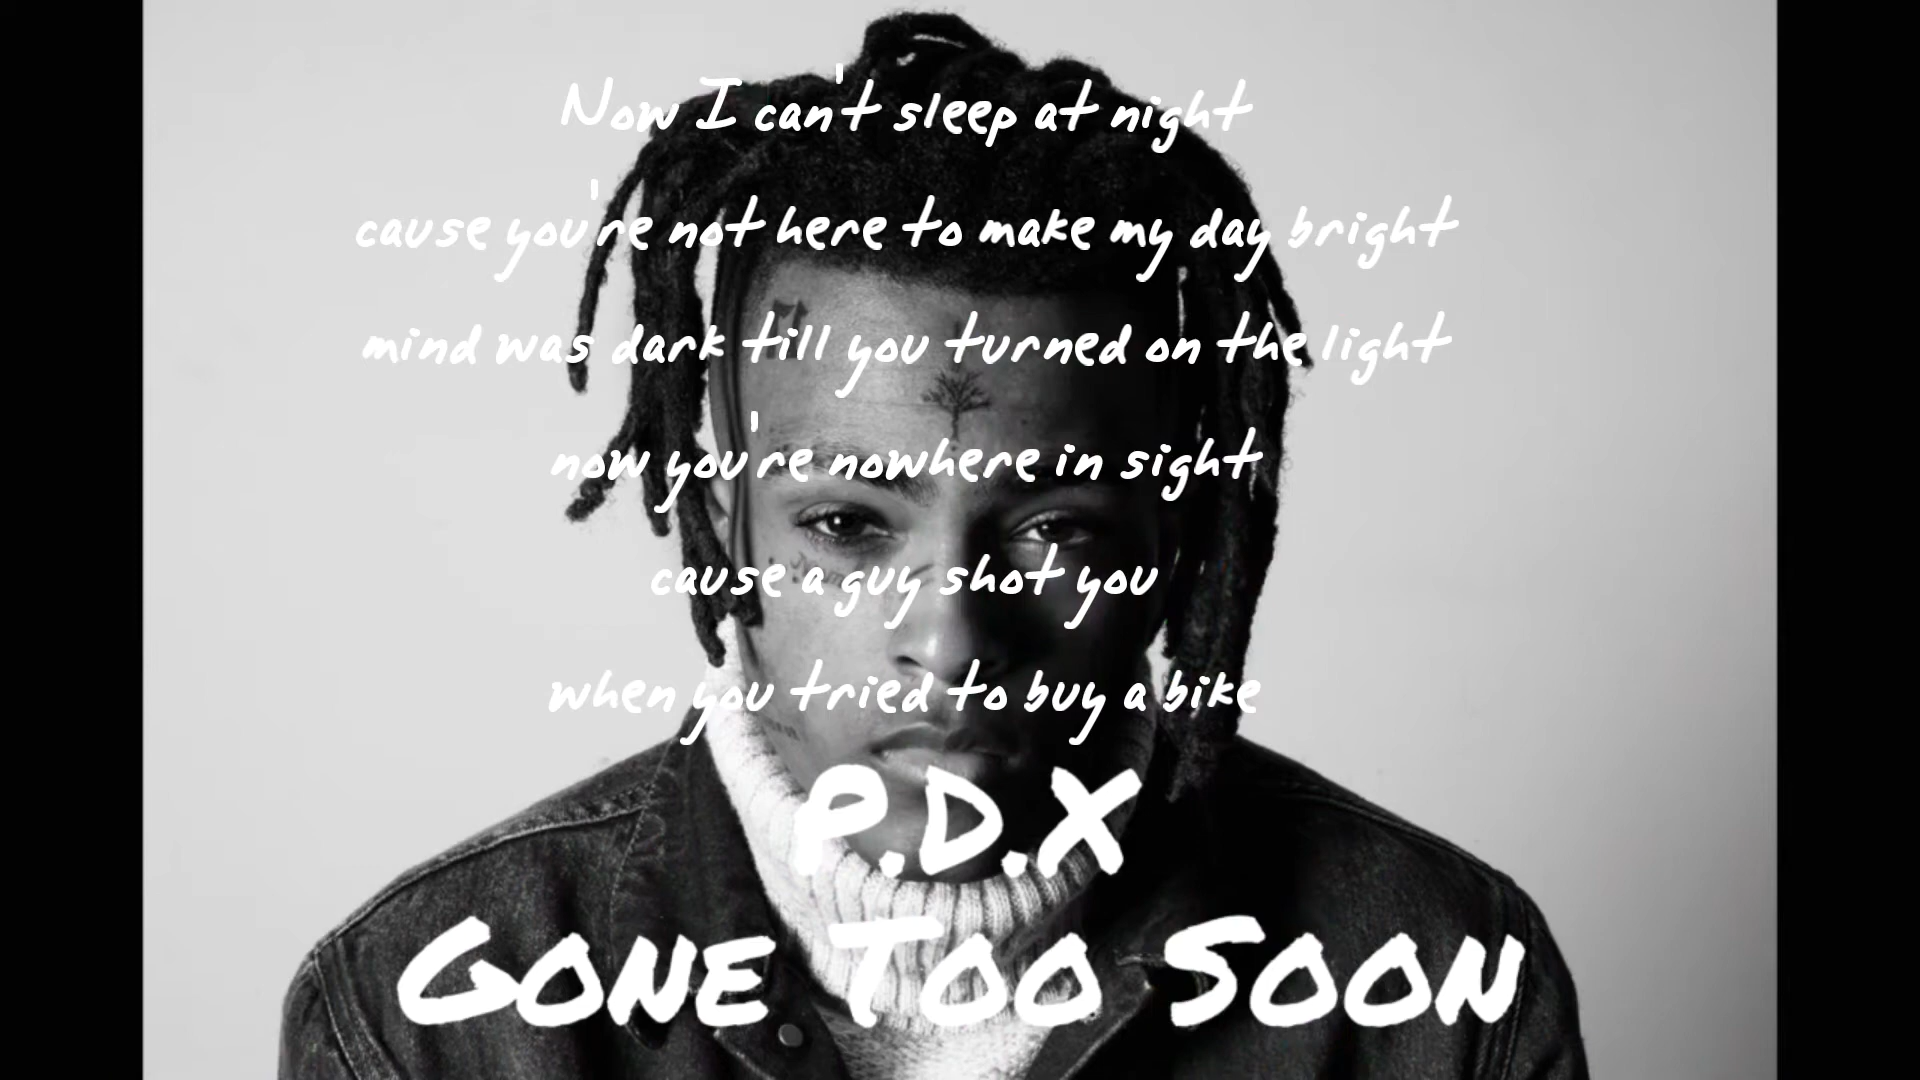 Now I can't sleep at night
cause you're not here to make my day bright
mind was dark till you turned on the light
now you're nowhere in sight
cause a guy shot you
when you tried to buy a bike
P.D.X
Gone Too Soon